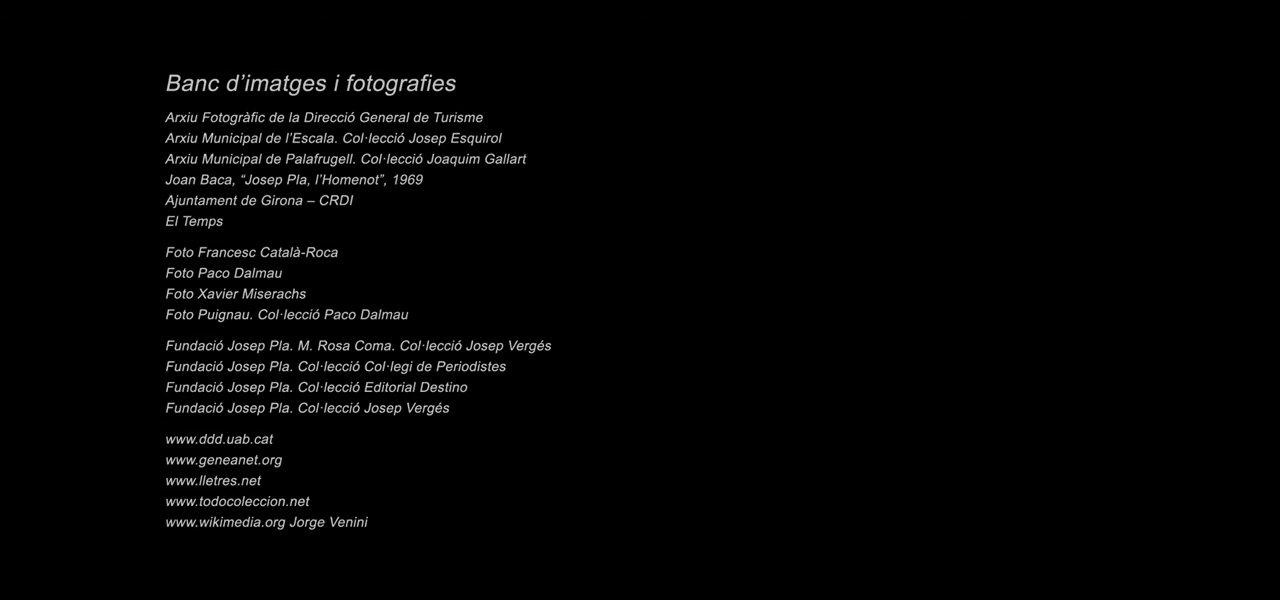 Banc d’imatges i fotografies
Arxiu Fotogràfic de la Direcció General de Turisme
Arxiu Municipal de l’Escala. Col·lecció Josep Esquirol
Arxiu Municipal de Palafrugell. Col·lecció Joaquim Gallart
Joan Baca, “Josep Pla, l’Homenot”, 1969
Ajuntament de Girona – CRDI
El Temps
Foto Francesc Català-Roca
Foto Paco Dalmau
Foto Xavier Miserachs
Foto Puignau. Col·lecció Paco Dalmau
Fundació Josep Pla. M. Rosa Coma. Col·lecció Josep Vergés
Fundació Josep Pla. Col·lecció Col·legi de Periodistes
Fundació Josep Pla. Col·lecció Editorial Destino
Fundació Josep Pla. Col·lecció Josep Vergés
www.ddd.uab.cat
www.geneanet.org
www.lletres.net
www.todocoleccion.net
www.wikimedia.org Jorge Venini